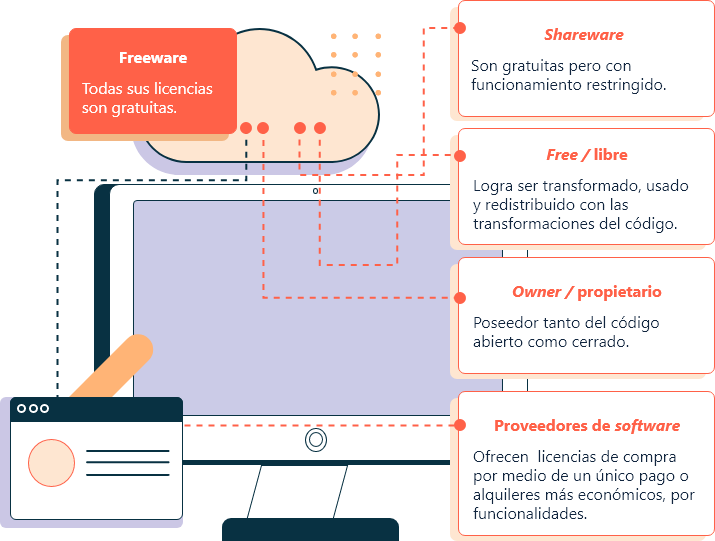 Freeware
Todas sus licencias
son gratuitas.
Shareware
Son gratuitas pero con
funcionamiento restringido.
Free / libre
Logra ser transformado, usado
y redistribuido con las
transformaciones del código.
Owner / propietario
Poseedor tanto del código
abierto como cerrado.
Proveedores de software
Ofrecen licencias de compra
por medio de un único pago o
alquileres más económicos, por
funcionalidades.